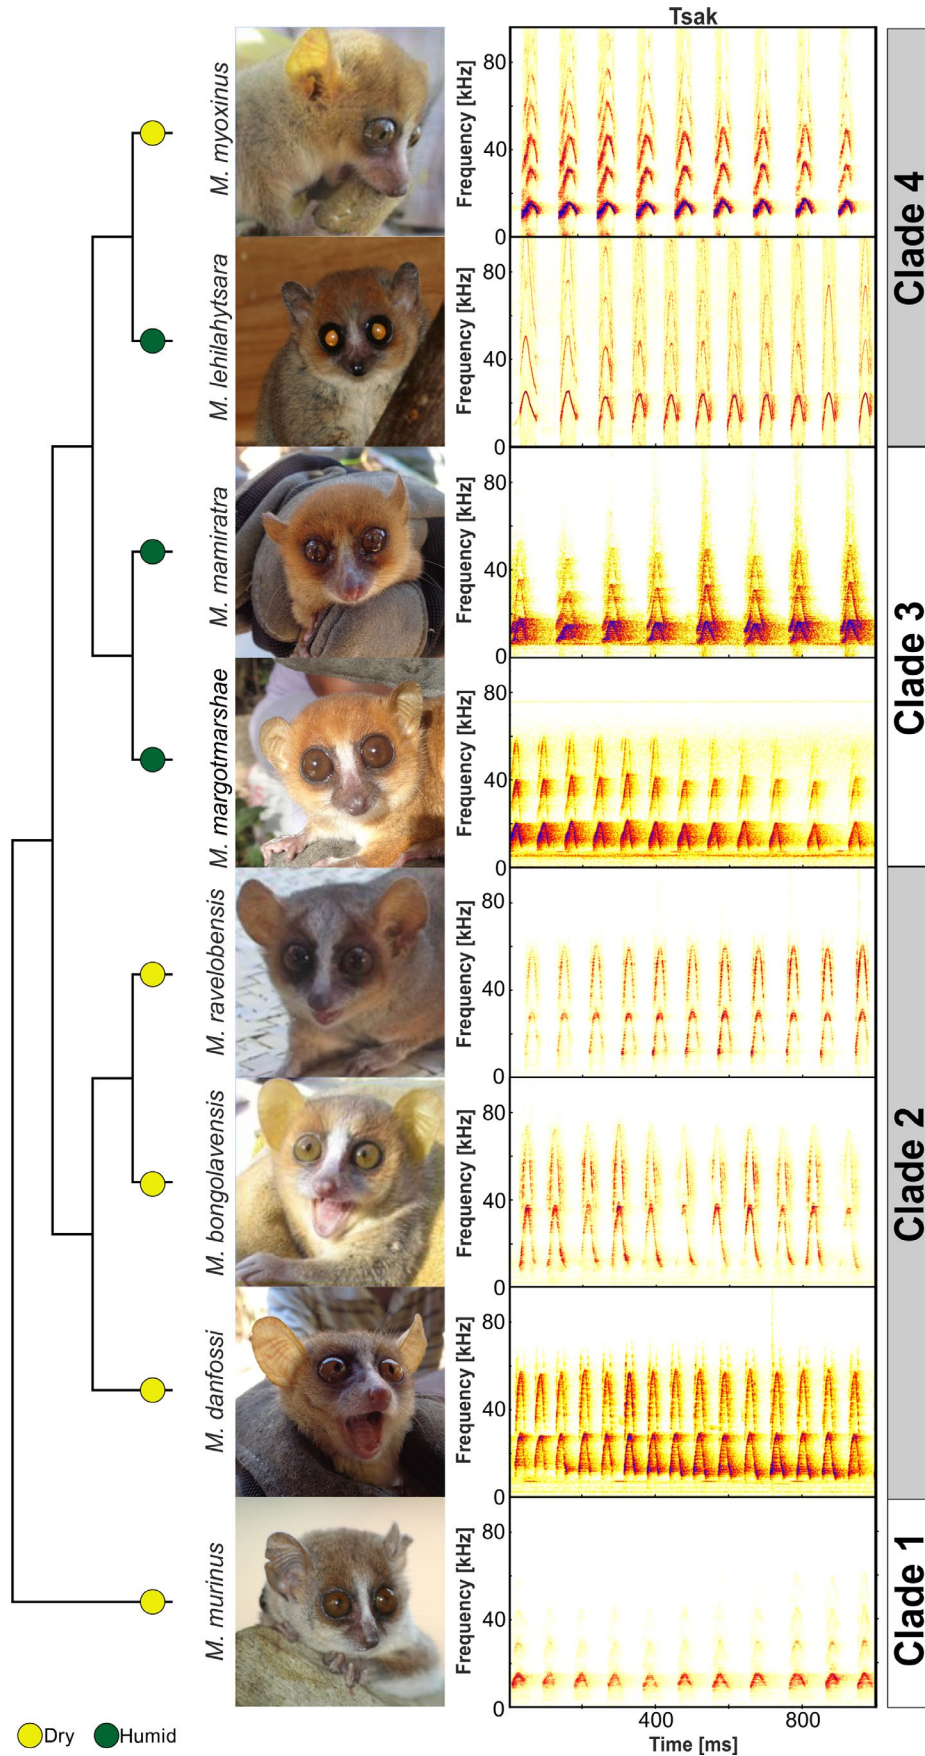 Tsak
M. myoxinus
Frequency [kHz]
80
40
0
Clade 4
M. lehilahytsara
Frequency [kHz]
80
40
0
M. mamiratra
Frequency [kHz]
80
40
0
Clade 3
M. margotmarshae
Frequency [kHz]
80
40
0
M. ravelobensis
Frequency [kHz]
80
40
0
Clade 2
M. bongolavensis
Frequency [kHz]
80
40
0
M. danfossi
Frequency [kHz]
80
40
0
M. murinus
Frequency [kHz]
80
40
0
Clade 1
400 800
Time [ms]
Dry Humid